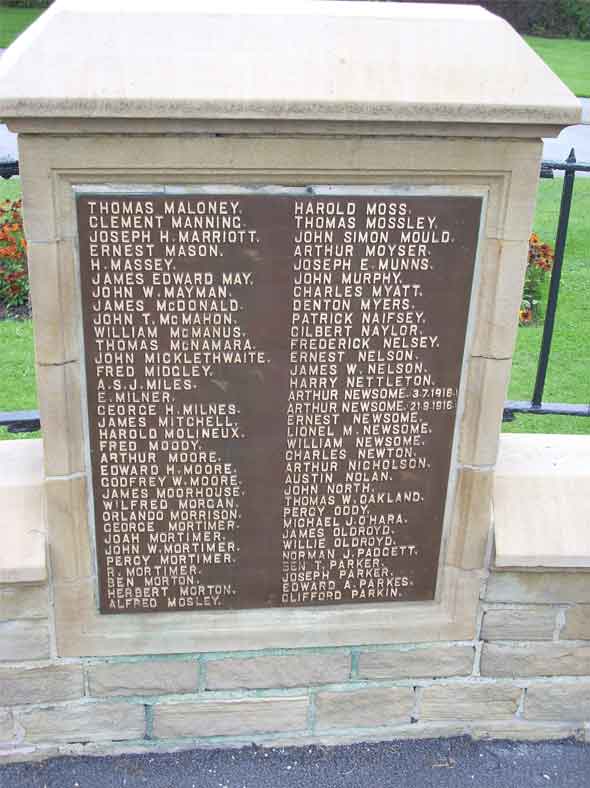 THOMAS MALONEY.
CLEMENT MANNING.
JOSEPH H. MARRIOTT.
ERNEST MASON
H. MASSEY.
JAMES EDWARD MAY.
JOHN W. MAYMAN.
JAMES McDONALD.
JOHN T. McMAHON.
WILLIAM McMANUS.
THOMAS McNAMARA.
JOHN MICKLETHWAITE.
FRED MIDGLEY.
A.S.J. MILES.
E. MILNER.
GEORGE H. MILNES.
JAMES MITCHELL.
HAROLD MOLINEUX.
FRED MOODY.
ARTHUR MOORE.
EDWARD H. MOORE.
GODFREY W. MOORE.
JAMES MOORHOUSE.
WILFRED MORGAN.
ORLANDO MORRISON.
GEORGE MORTIMER.
JOAH MORTIMER.
JOHN W. MORTIMER.
PERCY MORTIMER.
R. MORTIMER.
BEN MORTON.
HERBERT MORTON.
ALFRED MOSLEY.
HAROLD MOSS.
THOMAS MOSSLEY.
JOHN SIMON MOULD.
ARTHUR MOYSER.
JOSEPH E. MUNNS.
JOHN MURPHY.
CHARLES MYATT.
DENTON MYERS.
PATRICK NAIFSEY.
GILBERT NAYLOR.
FREDERICK NELSEY.
ERNEST NELSON.
JAMES W. NELSON.
HARRY NETTLETON.
ARTHUR NEWSOME. 3.7.1916.
ARTHUR NEWSOME. 21.9.1916.
ERNEST NEWSOME.
LIONEL M. NEWSOME.
WILLIAM NEWSOME.
CHARLES NEWTON.
ARTHUR NICHOLSON.
AUSTIN NOLAN.
JOHN NORTH.
THOMAS W. OAKLAND.
PERCY ODDY.
MICHAEL J. O'HARA.
JAMES OLDROYD.
WILLIE OLDROYD.
NORMAN J. PADGETT.
BEN T. PARKER.
JOSEPH PARKER.
EDWARD A. PARKES.
CLIFFORD PARKIN.